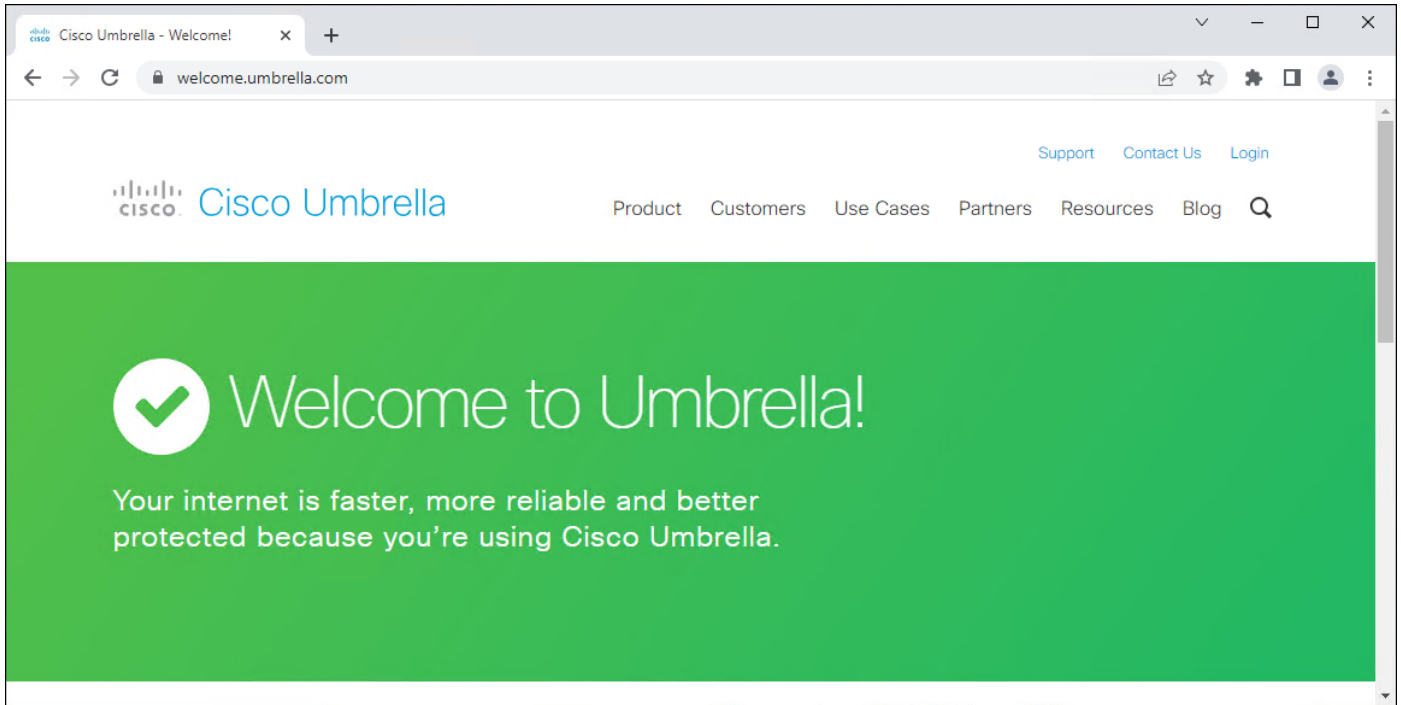 cisco Cisco Umbrella - Welcome!
welcome.umbrella.com
Support Contact Us Login
CISCO. Cisco Umbrella Product Customers Use Cases Partners Resources Blog
Welcome to Umbrella!
Your internet is faster, more reliable and better
protected because you're using Cisco Umbrella.